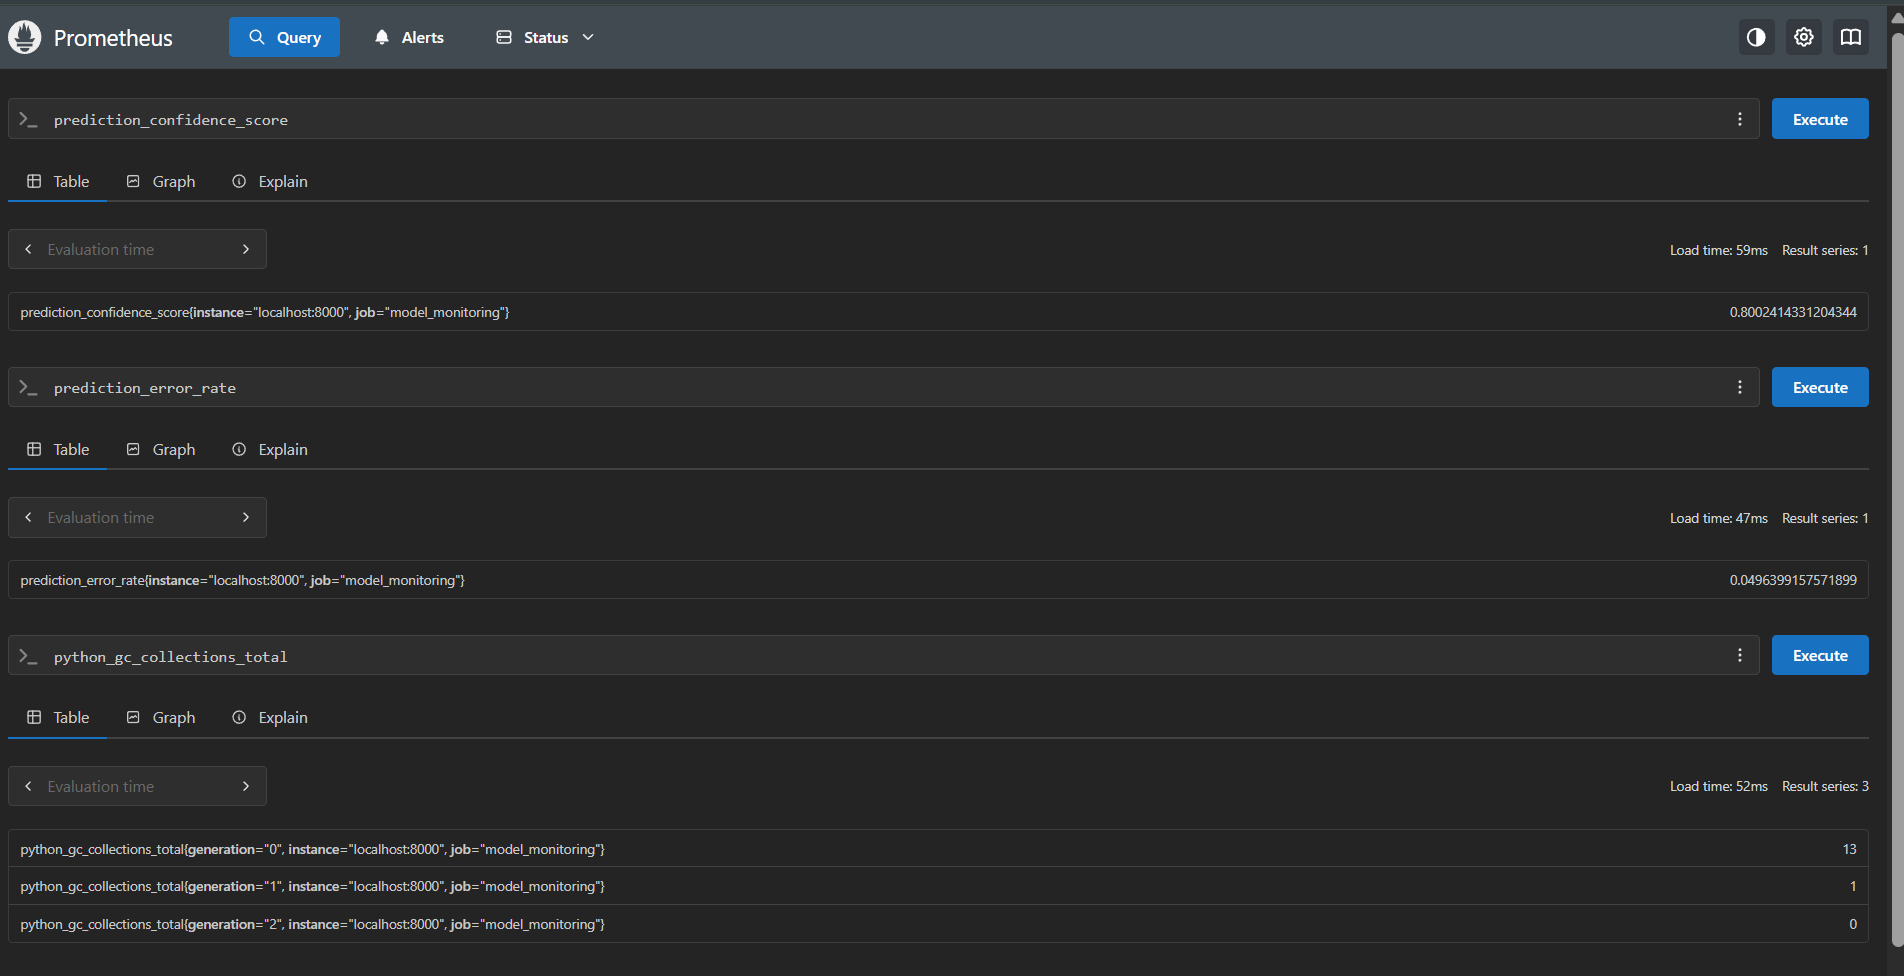 Prometheus Query Alerts Status
prediction_confidence_score Execute
Table Graph Explain
Evaluation time Load time: 59ms Result series: 1
prediction_confidence_score{instance="localhost:8000", job="model_monitoring"} 0.8002414331204344
prediction_error_rate Execute
Table Graph Explain
Evaluation time Load time: 47ms Result series: 1
prediction_error_rate{instance="localhost:8000", job="model_monitoring"} 0.0496399157571899
python_gc_collections_total Execute
Table Graph Explain
Evaluation time Load time: 52ms Result series: 3
python_gc_collections_total{generation="0", instance="localhost:8000", job="model_monitoring"} 13
python_gc_collections_total{generation="1", instance="localhost:8000", job="model_monitoring"} 1
python_gc_collections_total{generation="2", instance="localhost:8000", job="model_monitoring"} 0